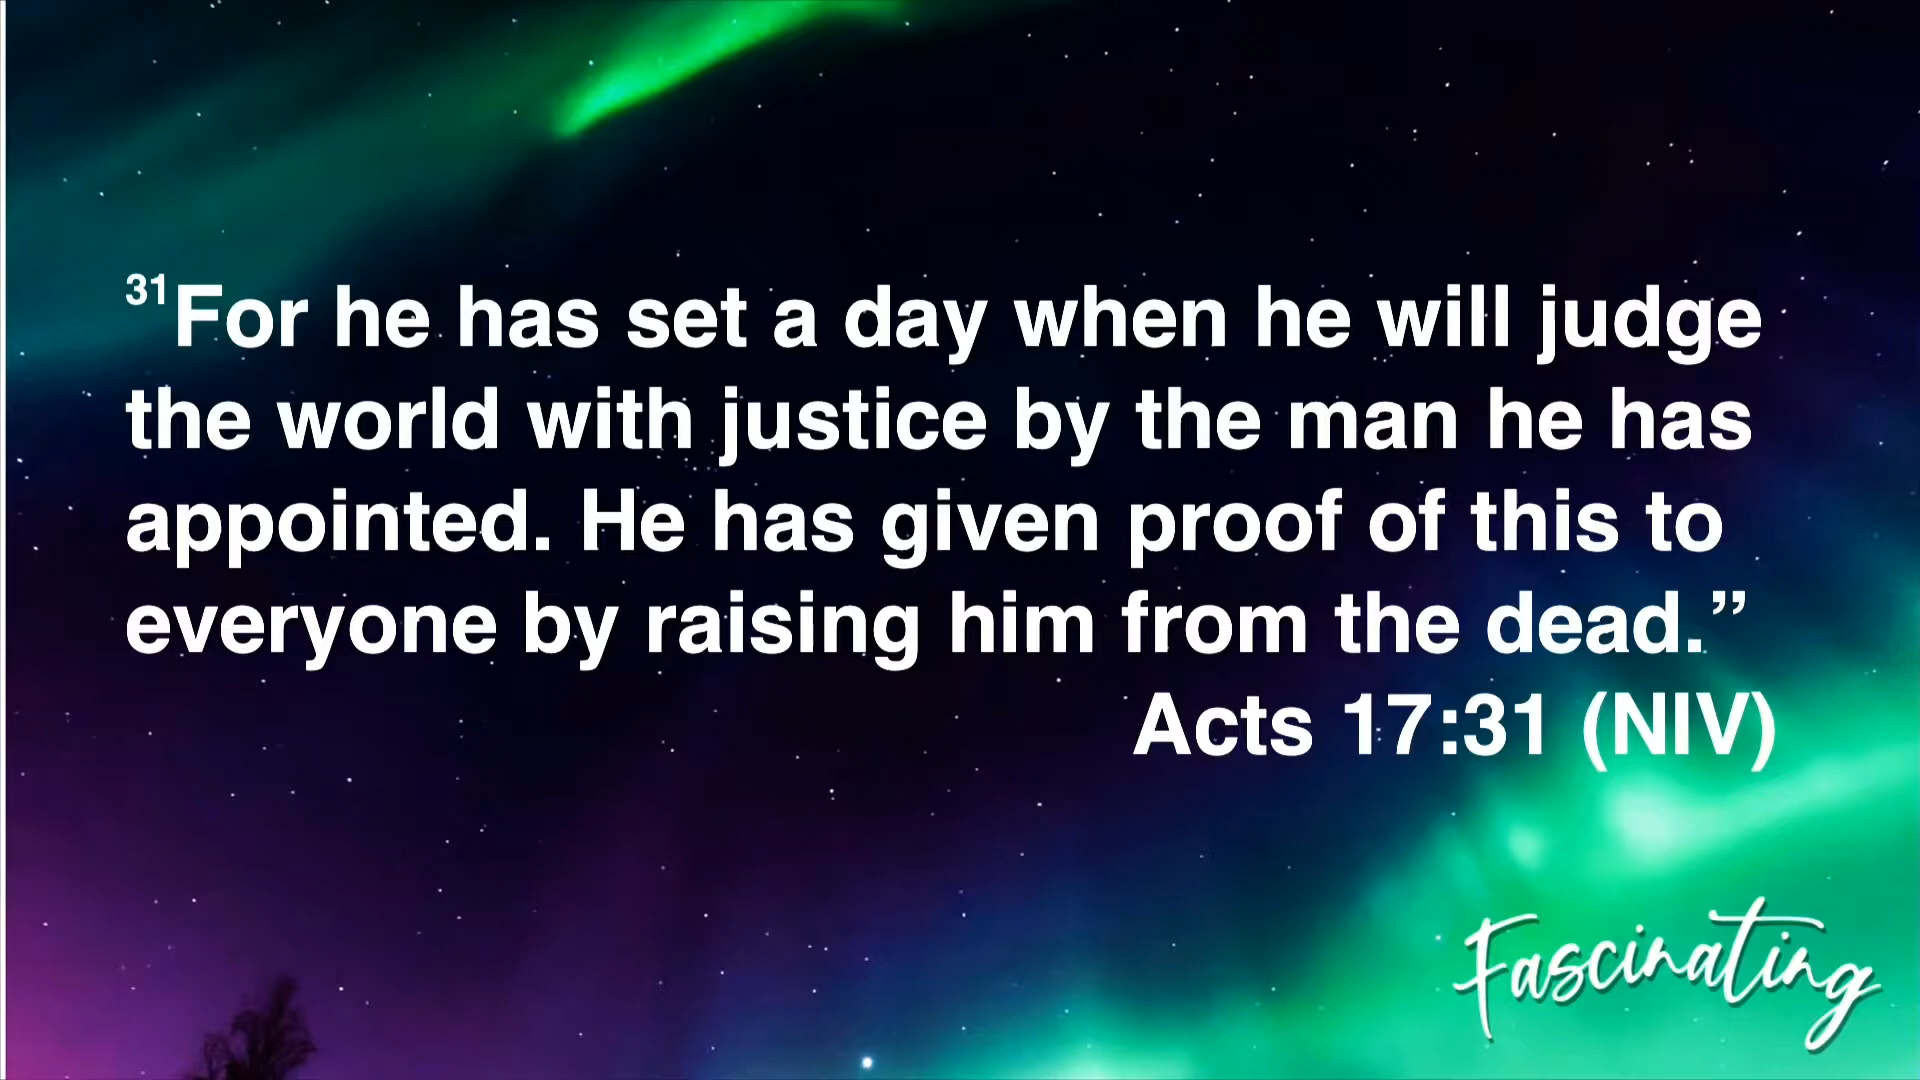 31For he has set a day when he will judge
the world with justice by the man he has
appointed. He has given proof of this to
everyone by raising him from the dead.”
Acts 17:31 (NIV)
Fascinating